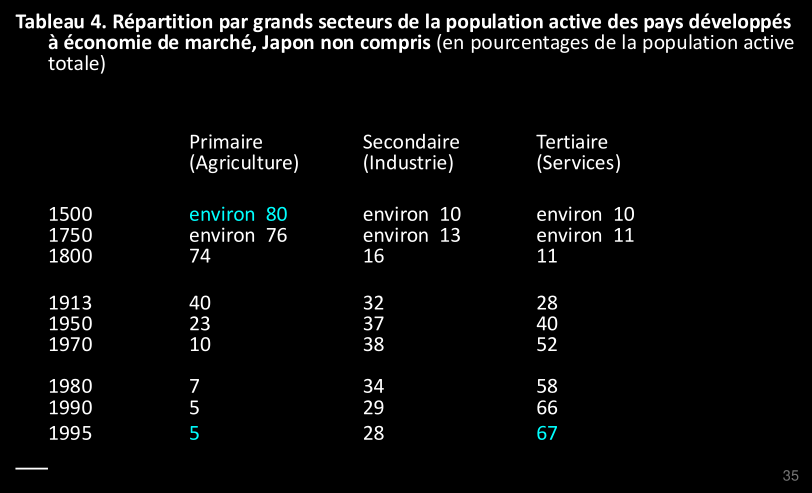 Tableau 4. Répartition par grands secteurs de la population active des pays développés
à économie de marché, Japon non compris (en pourcentages de la population active
totale)
Primaire Secondaire Tertiaire
(Agriculture) (Industrie) (Services)
1500 environ 80 environ 10 environ 10
1750 environ 76 environ 13 environ 11
1800 74 16 11
1913 40 32 28
1950 23 37 40
1970 10 38 52
1980 7 34 58
1990 5 29 66
1995 5 28 67
35